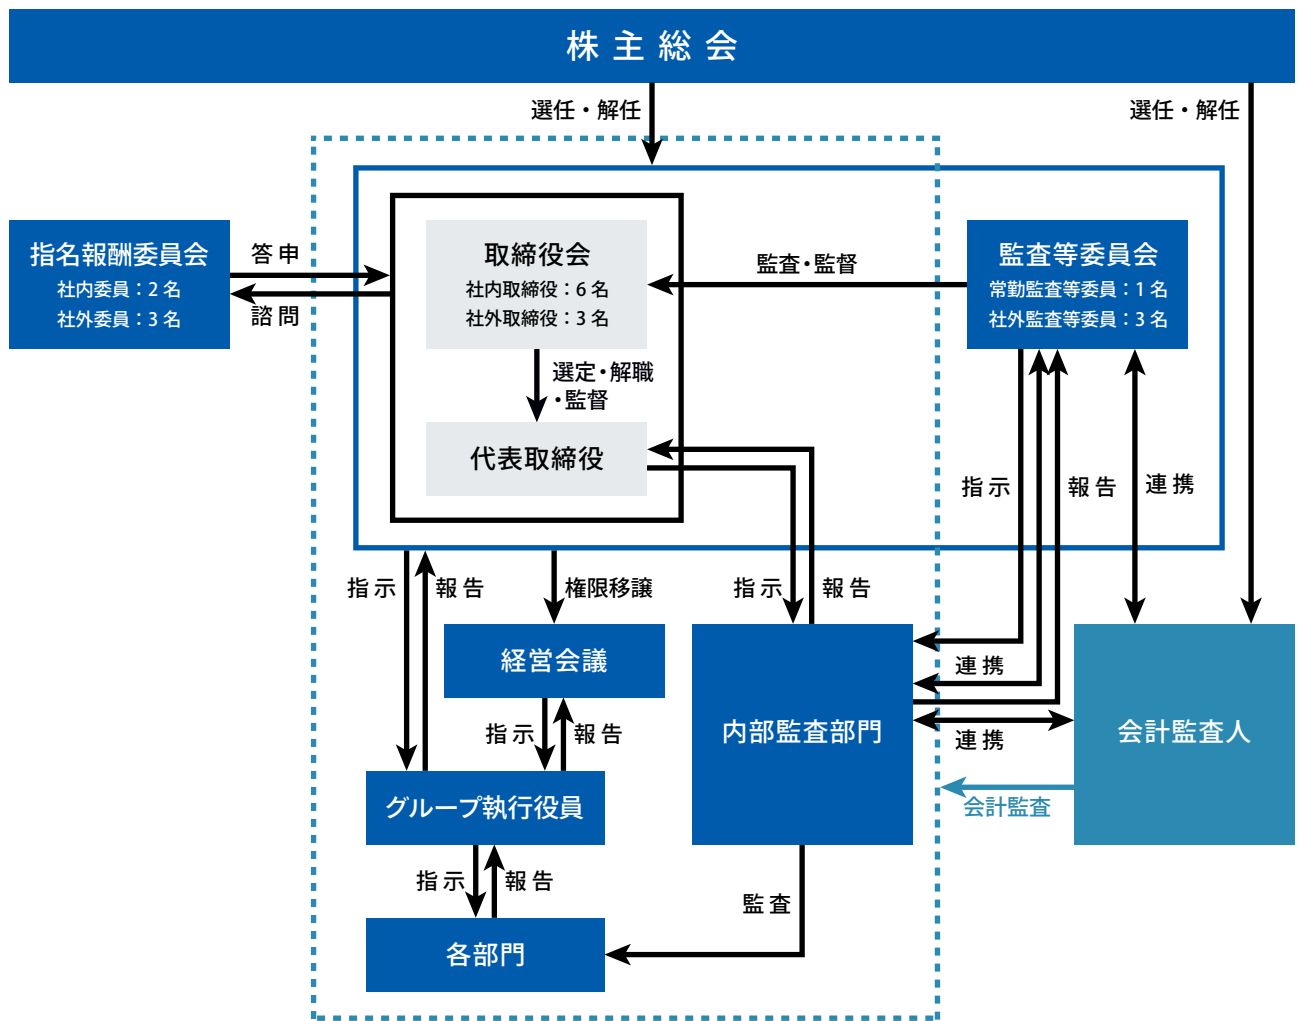 株主総会
選任・解任
選任・解任
指名報酬委員会
社内委員：2名
社外委員：3名
答申
諮問
取締役会
社内取締役：6名
社外取締役：3名
監査・監督
監査等委員会
常勤監査等委員：1名
社外監査等委員：3名
選定・解職
・監督
代表取締役
指示
報告
連携
指示
報告
権限移譲
指示
報告
経営会議
連携
指示
報告
内部監査部門
連携
会計監査人
会計監査
グループ執行役員
指示
報告
監査
各部門